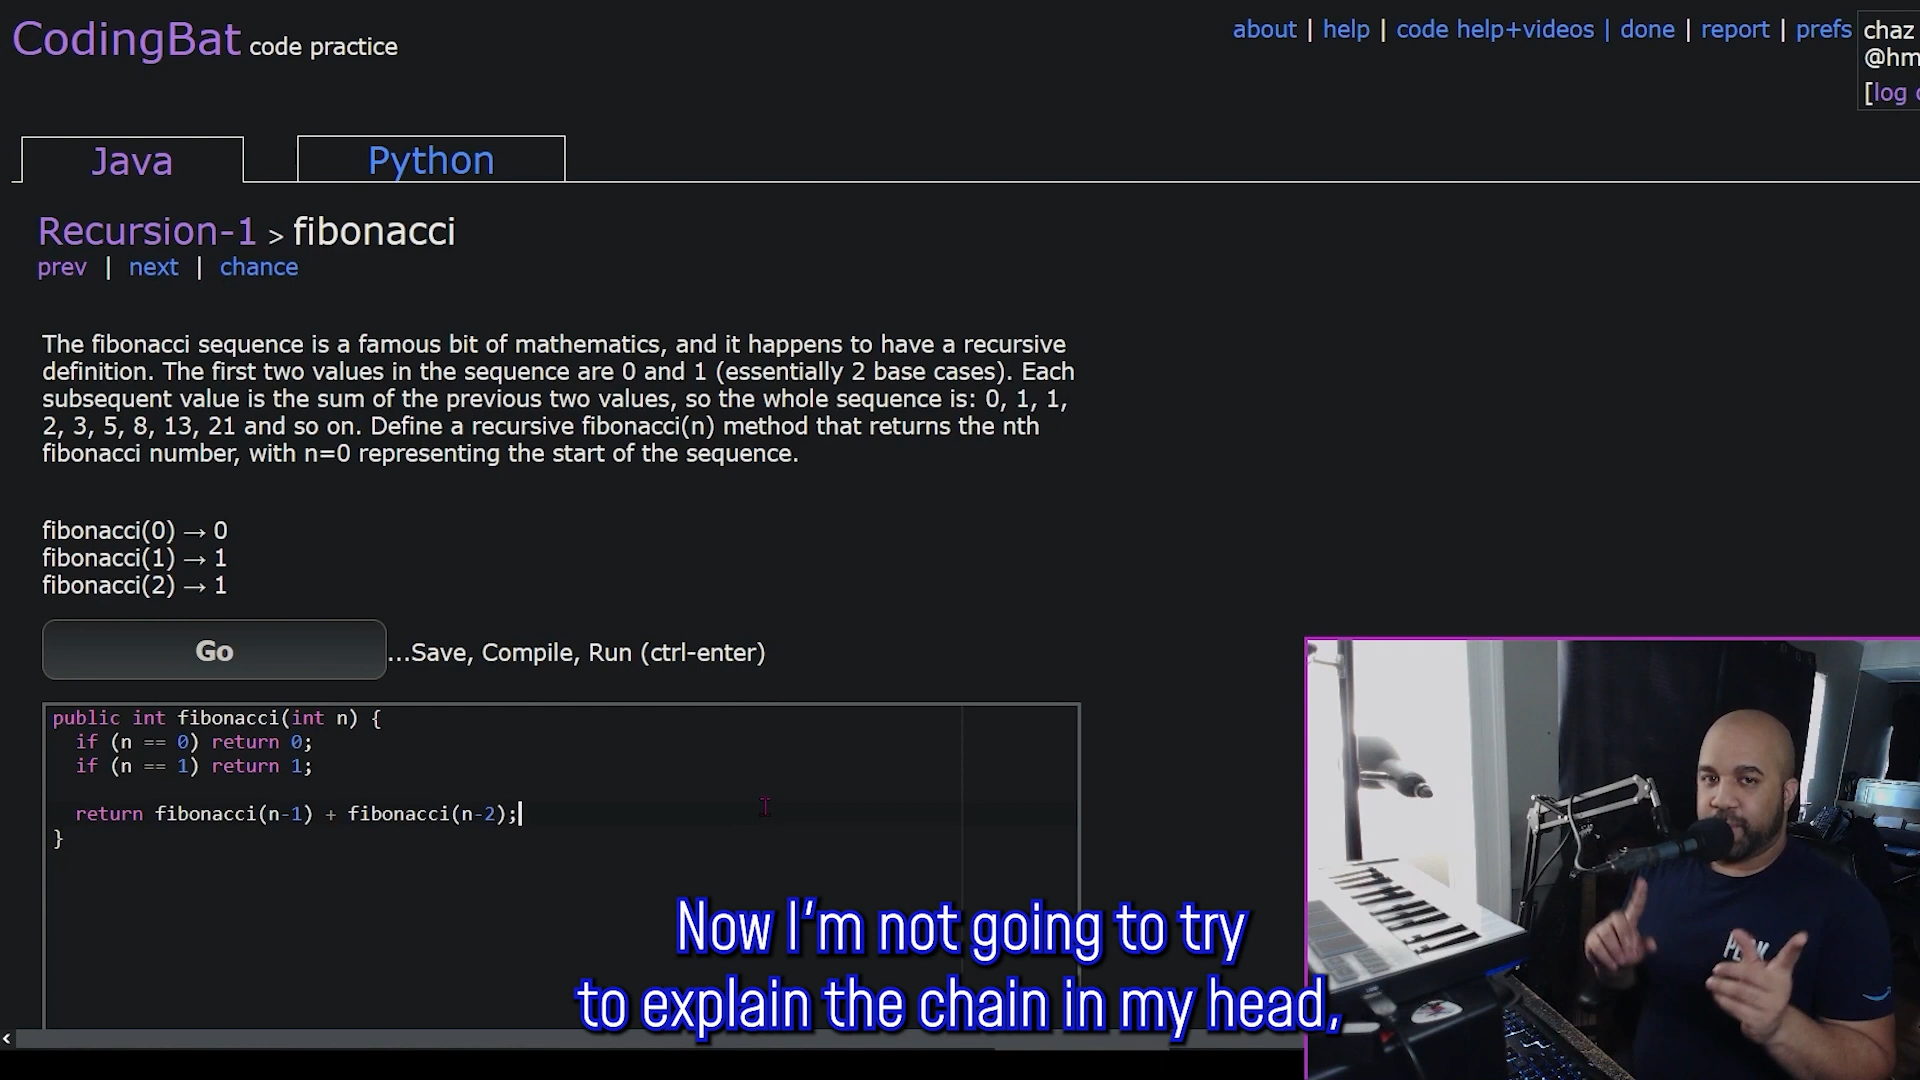 CodingBat code practice
about | help | code help+videos | done | report | prefs
chaz
@hm
[log
Java
Python
Recursion-1 > fibonacci
prev | next | chance
The fibonacci sequence is a famous bit of mathematics, and it happens to have a recursive
definition. The first two values in the sequence are 0 and 1 (essentially 2 base cases). Each
subsequent value is the sum of the previous two values, so the whole sequence is: 0, 1, 1,
2, 3, 5, 8, 13, 21 and so on. Define a recursive fibonacci(n) method that returns the nth
fibonacci number, with n=0 representing the start of the sequence.
fibonacci(0) → 0
fibonacci(1) → 1
fibonacci(2) → 1
Go
...Save, Compile, Run (ctrl-enter)
public int fibonacci(int n) {
if (n == 0) return 0;
if (n == 1) return 1;
return fibonacci(n-1) + fibonacci(n-2);
}
Now I'm not going to try
to explain the chain in my head,